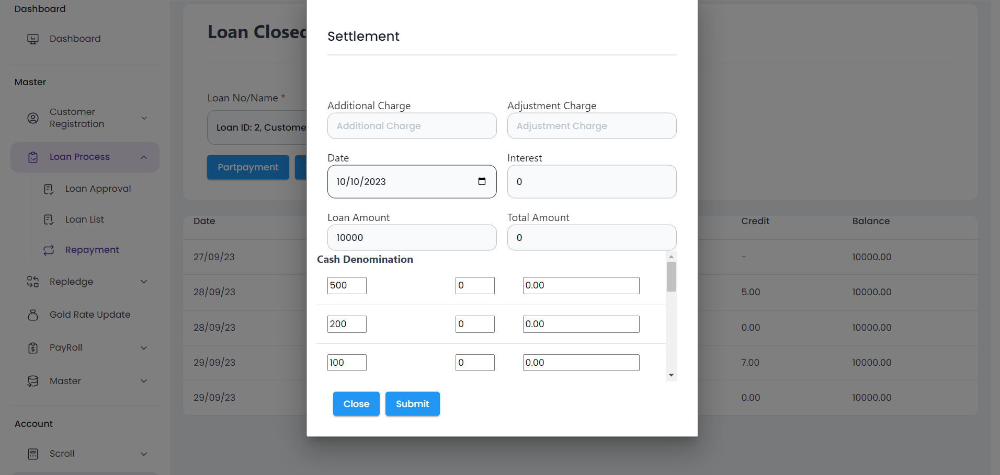 Dashboard
Dashboard
Master
Customer
Registration
Loan Process
Loan Approval
Loan List
Repayment
Repledge
Gold Rate Update
PayRoll
Master
Account
Scroll
Loan Closed
Loan No/Name *
Loan ID: 2, Custome
Partpayment
Date Credit Balance
27/09/23 - 10000.00
28/09/23 5.00 10000.00
28/09/23 0.00 10000.00
29/09/23 7.00 10000.00
29/09/23 0.00 10000.00
Settlement
Additional Charge Adjustment Charge
Additional Charge Adjustment Charge
Date Interest
10/10/2023 0
Loan Amount Total Amount
10000 0
Cash Denomination
500 0 0.00
200 0 0.00
100 0 0.00
Close Submit